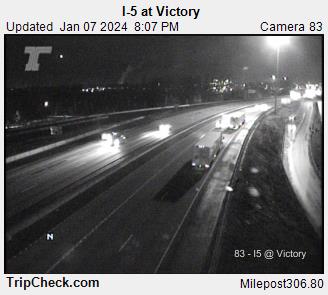 I-5 at Victory
Updated  Jan 07 2024  8:07 PM
Camera 83
T
N
83 - I5 @ Victory
TripCheck.com
Milepost306.80